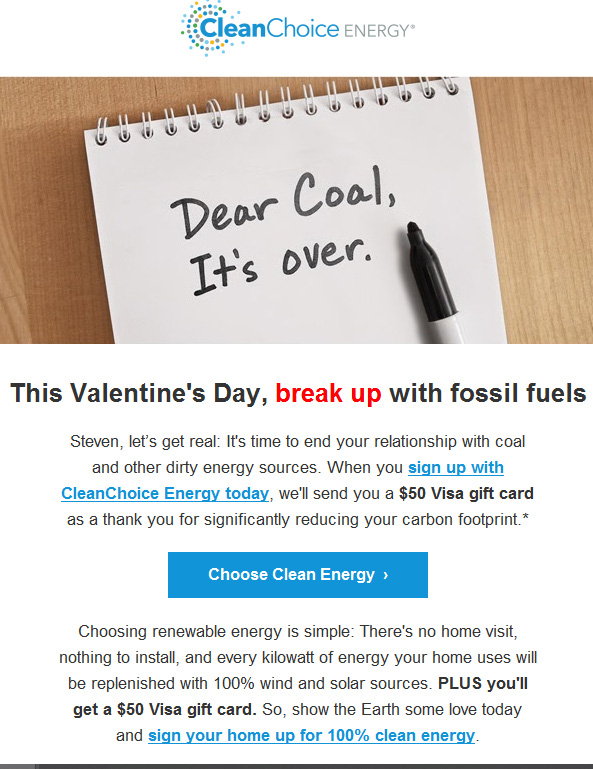 CleanChoice ENERGY®
Dear Coal,
It's over.
This Valentine's Day, break up with fossil fuels
Steven, let’s get real: It's time to end your relationship with coal
and other dirty energy sources. When you sign up with
CleanChoice Energy today, we'll send you a $50 Visa gift card
as a thank you for significantly reducing your carbon footprint.*
Choose Clean Energy ›
Choosing renewable energy is simple: There's no home visit,
nothing to install, and every kilowatt of energy your home uses will
be replenished with 100% wind and solar sources. PLUS you'll
get a $50 Visa gift card. So, show the Earth some love today
and sign your home up for 100% clean energy.